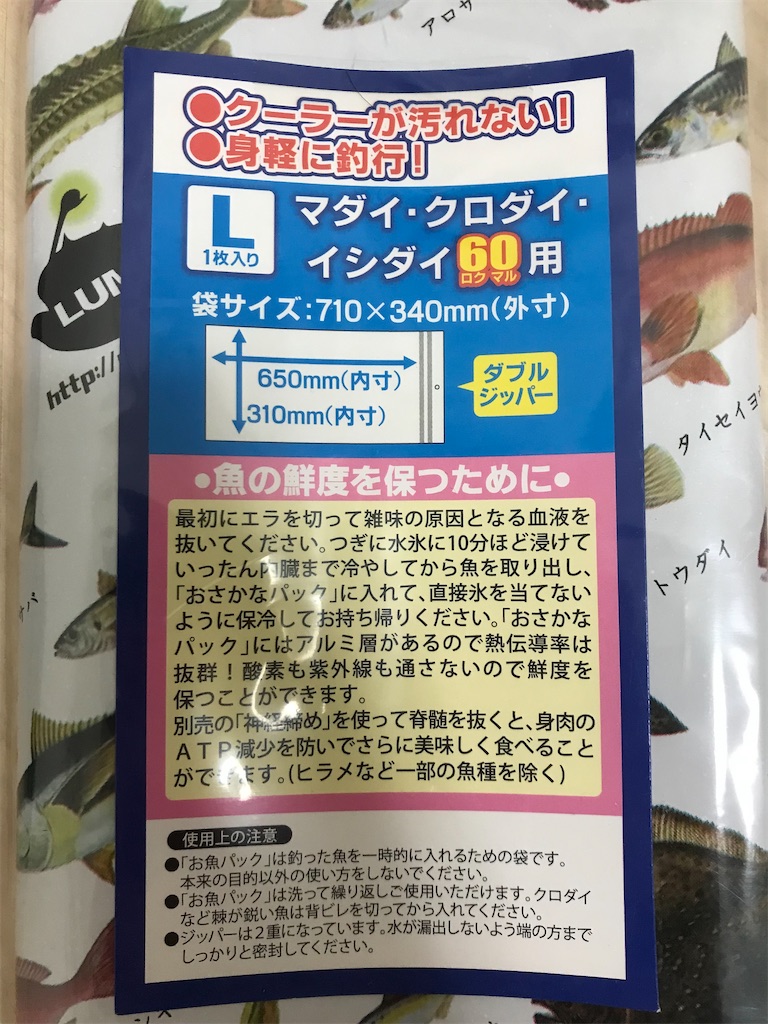 アロサ
●クーラーが汚れない!
●身軽に釣行!
L
1枚入り
マダイ・クロダイ・
イシダイ60用
ロク マル
袋サイズ:710×340mm(外寸)
650mm(内寸)
310mm(内寸)
ダブル
ジッパー
LUM
http://
タイセイヨ
トウダイ
サバ
•魚の鮮度を保つために•
最初にエラを切って雑味の原因となる血液を
抜いてください。つぎに水氷に10分ほど浸けて
いったん内臓まで冷やしてから魚を取り出し、
「おさかなパック」に入れて、直接氷を当てない
ように保冷してお持ち帰りください。「おさかな
パック」にはアルミ層があるので熱伝導率は
抜群!酸素も紫外線も通さないので鮮度を
保つことができます。
別売の「神経締め」を使って脊髄を抜くと、身肉の
ATP減少を防いでさらに美味しく食べること
ができます。(ヒラメなど一部の魚種を除く)
使用上の注意
●「お魚パック」は釣った魚を一時的に入れるための袋です。
本来の目的以外の使い方をしないでください。
●「お魚パック」は洗って繰り返しご使用いただけます。クロダイ
など棘が鋭い魚は背ビレを切ってから入れてください。
●ジッパーは2重になっています。水が漏出しないよう端の方まで
しっかりと密封してください。